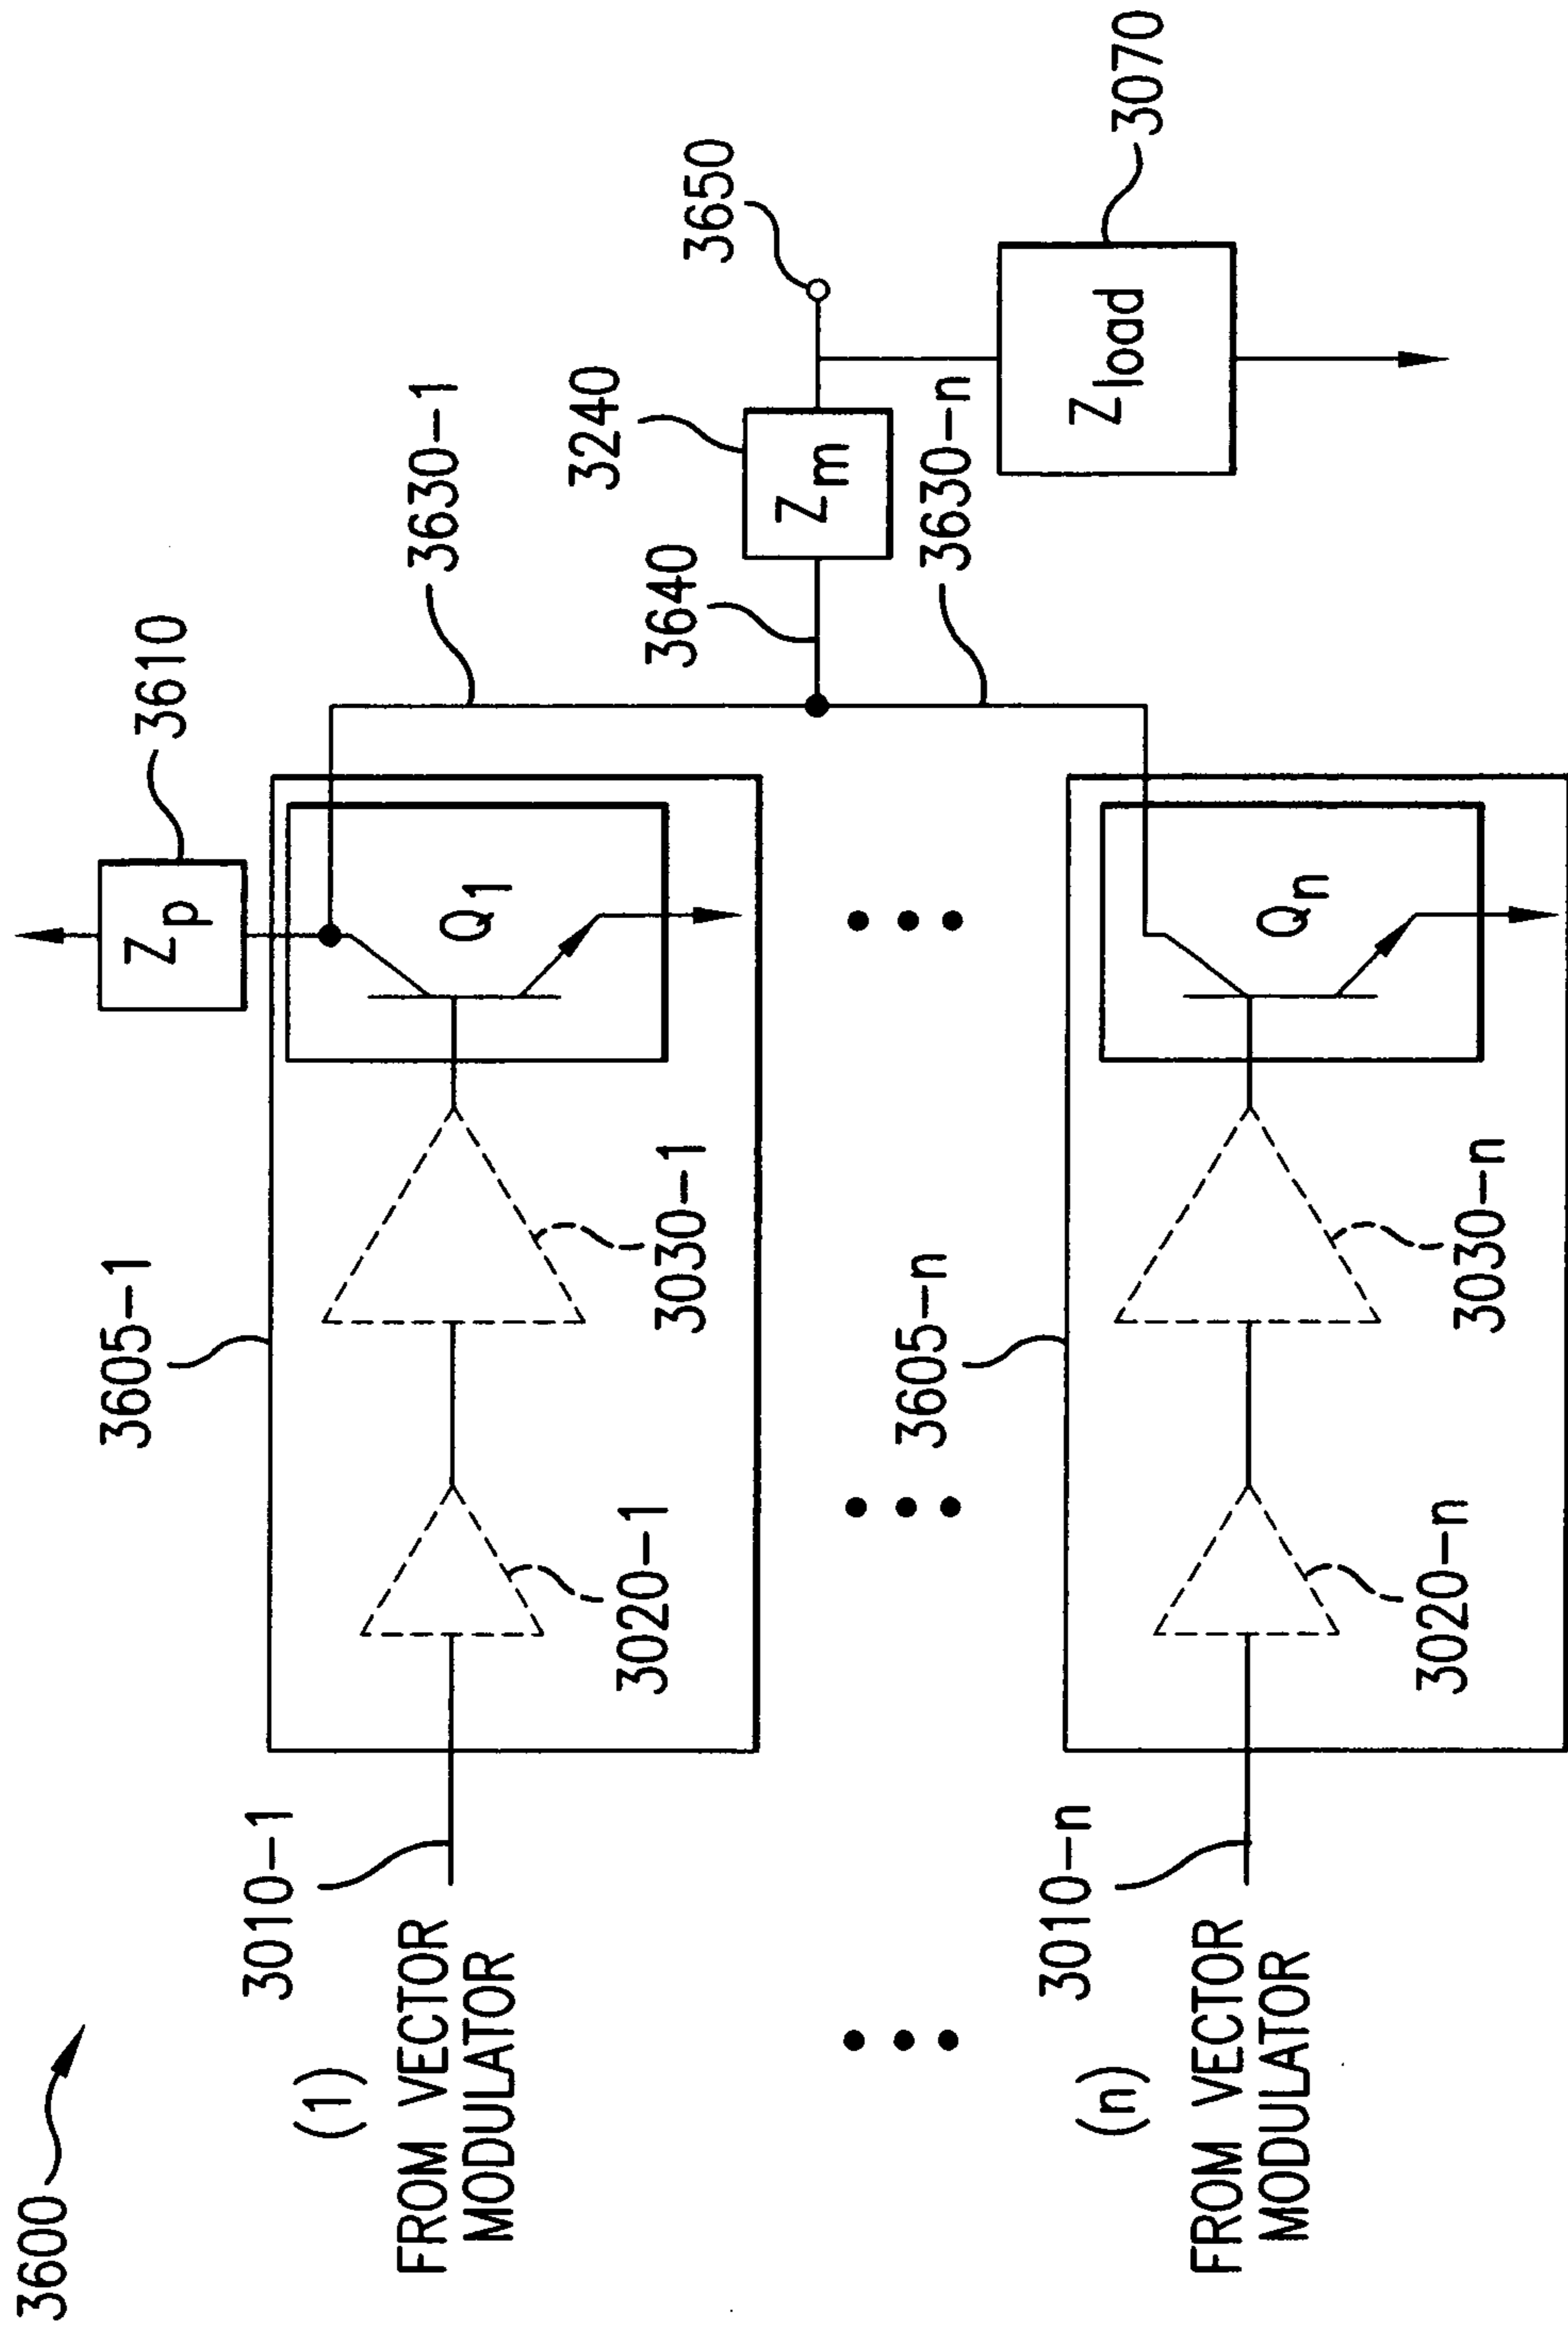 3600
(1)
FROM VECTOR
MODULATOR
3010-1
3605-1
3020-1
3030-1
Q1
Zp
3610
3630-1
3640
Zm
3240
3650
Zload
3070
3630-n
(n)
FROM VECTOR
MODULATOR
3010-n
3605-n
3020-n
3030-n
Qn